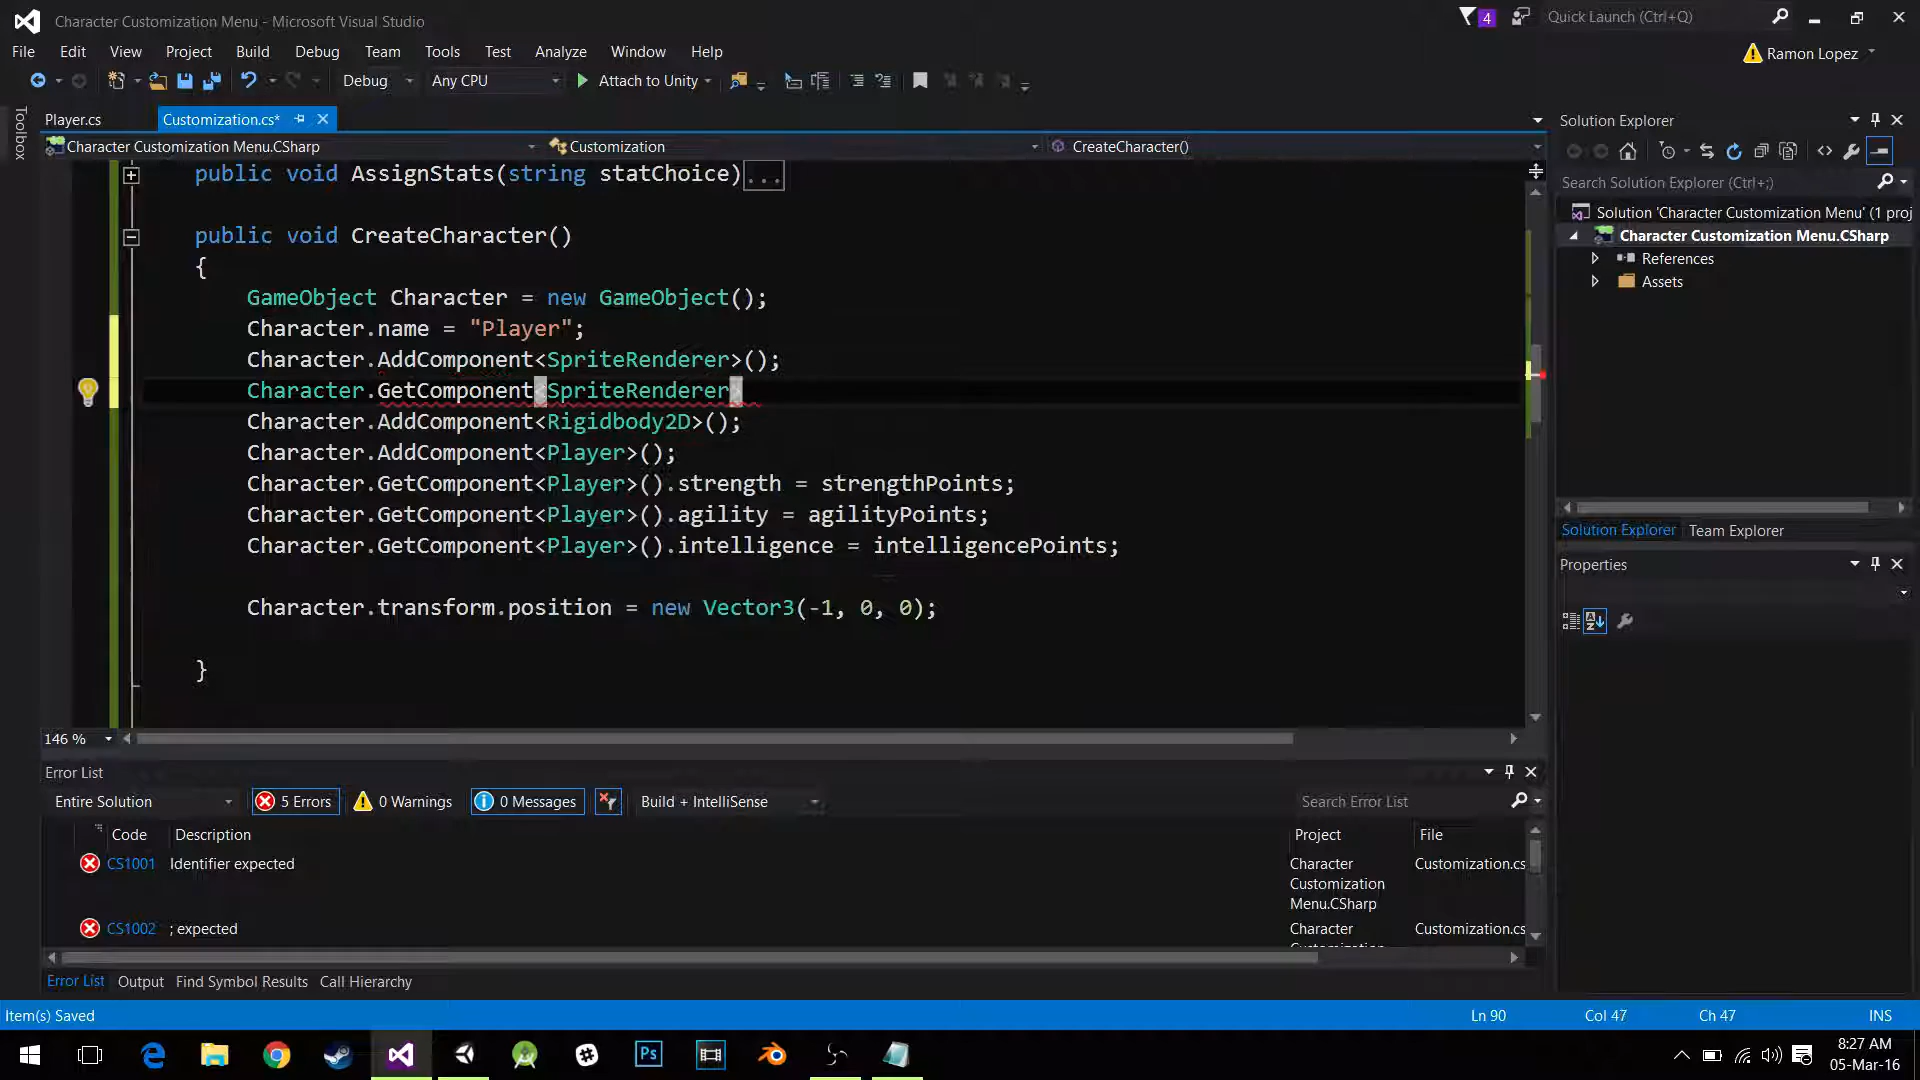 Character Customization Menu - Microsoft Visual Studio
4
Quick Launch (Ctrl+Q)
File Edit View Project Build Debug Team Tools Test Analyze Window Help
Ramon Lopez
Debug Any CPU Attach to Unity
Toolbox
Player.cs Customization.cs*
Character Customization Menu.CSharp Customization CreateCharacter()
public void AssignStats(string statChoice)...
public void CreateCharacter()
{
GameObject Character = new GameObject();
Character.name = "Player";
Character.AddComponent<SpriteRenderer>();
Character.GetComponent<SpriteRenderer>
Character.AddComponent<Rigidbody2D>();
Character.AddComponent<Player>();
Character.GetComponent<Player>().strength = strengthPoints;
Character.GetComponent<Player>().agility = agilityPoints;
Character.GetComponent<Player>().intelligence = intelligencePoints;
Character.transform.position = new Vector3(-1, 0, 0);
}
146 %
Solution Explorer
Search Solution Explorer (Ctrl+;)
Solution 'Character Customization Menu' (1 proj
Character Customization Menu.CSharp
References
Assets
Solution Explorer Team Explorer
Properties
Error List
Entire Solution 5 Errors 0 Warnings 0 Messages Build + IntelliSense Search Error List
Code Description Project File
CS1001 Identifier expected Character Customization.cs
Customization
Menu.CSharp
CS1002 ; expected Character Customization.cs
Customization
Error List Output Find Symbol Results Call Hierarchy
Item(s) Saved Ln 90 Col 47 Ch 47 INS
Ps
8:27 AM
05-Mar-16